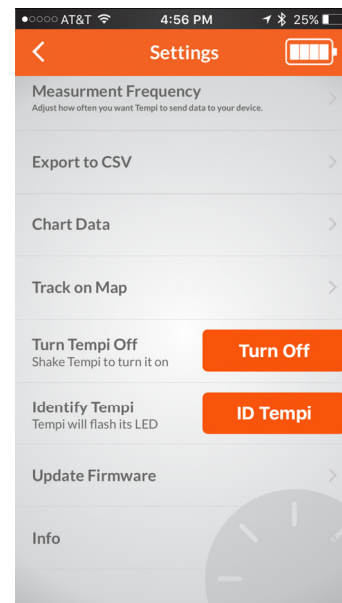 AT&T 4:56 PM 25%
Settings
Measurment Frequency
Adjust how often you want Tempi to send data to your device.
Export to CSV
Chart Data
Track on Map
Turn Tempi Off
Shake Tempi to turn it on
Turn Off
Identify Tempi
Tempi will flash its LED
ID Tempi
Update Firmware
Info